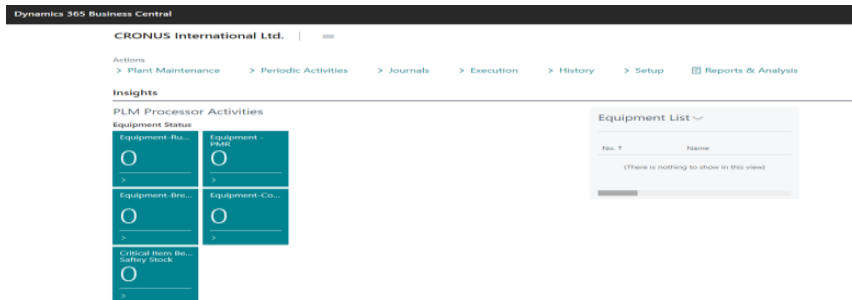 Dynamics 365 Business Central
CRONUS International Ltd.
Actions
> Plant Maintenance > Periodic Activities > Journals > Execution > History > Setup Reports & Analysis
Insights
PLM Processor Activities
Equipment Status
Equipment-Ru...
0
>
Equipment -
PMR
0
>
Equipment-Bre...
0
>
Equipment-Co...
0
>
Critical Item Be...
Saftey Stock
0
>
Equipment List
No. ↑ Name
(There is nothing to show in this view)